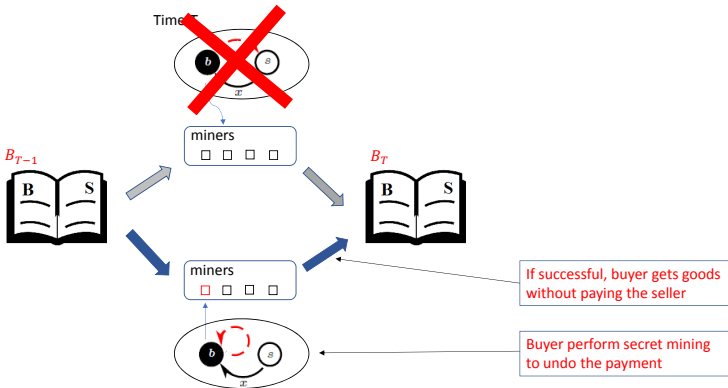 Time T
b
s
x
miners
B_{T-1}
B S
B_T
B S
miners
If successful, buyer gets goods
without paying the seller
b
s
x
Buyer perform secret mining
to undo the payment